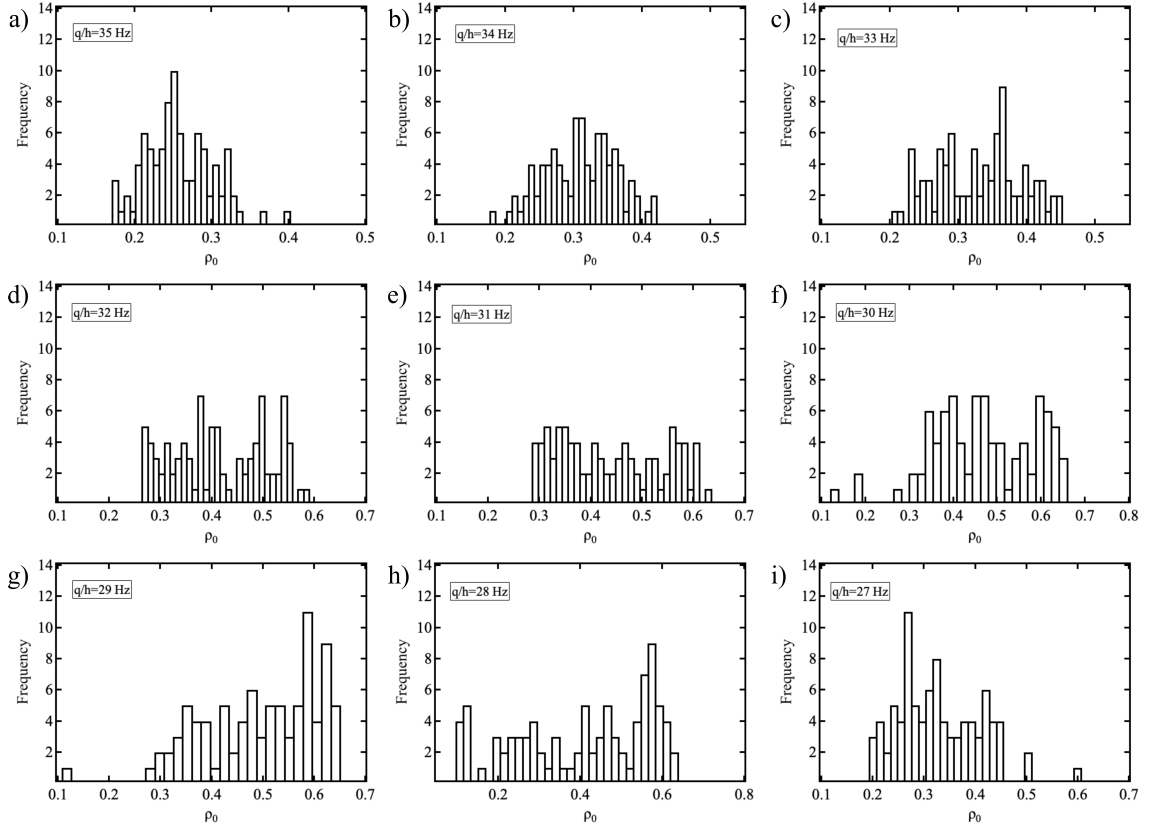 a)
q/h=35 Hz
14
12
10
8
6
4
2
Frequency
0.1 0.2 0.3 0.4 0.5
ρ0
b)
q/h=34 Hz
14
12
10
8
6
4
2
Frequency
0.1 0.2 0.3 0.4 0.5
ρ0
c)
q/h=33 Hz
14
12
10
8
6
4
2
Frequency
0.1 0.2 0.3 0.4 0.5
ρ0
d)
q/h=32 Hz
14
12
10
8
6
4
2
Frequency
0.1 0.2 0.3 0.4 0.5 0.6 0.7
ρ0
e)
q/h=31 Hz
14
12
10
8
6
4
2
Frequency
0.1 0.2 0.3 0.4 0.5 0.6 0.7
ρ0
f)
q/h=30 Hz
14
12
10
8
6
4
2
Frequency
0.1 0.2 0.3 0.4 0.5 0.6 0.7 0.8
ρ0
g)
q/h=29 Hz
14
12
10
8
6
4
2
Frequency
0.1 0.2 0.3 0.4 0.5 0.6 0.7
ρ0
h)
q/h=28 Hz
14
12
10
8
6
4
2
Frequency
0.2 0.4 0.6 0.8
ρ0
i)
q/h=27 Hz
14
12
10
8
6
4
2
Frequency
0.1 0.2 0.3 0.4 0.5 0.6 0.7
ρ0